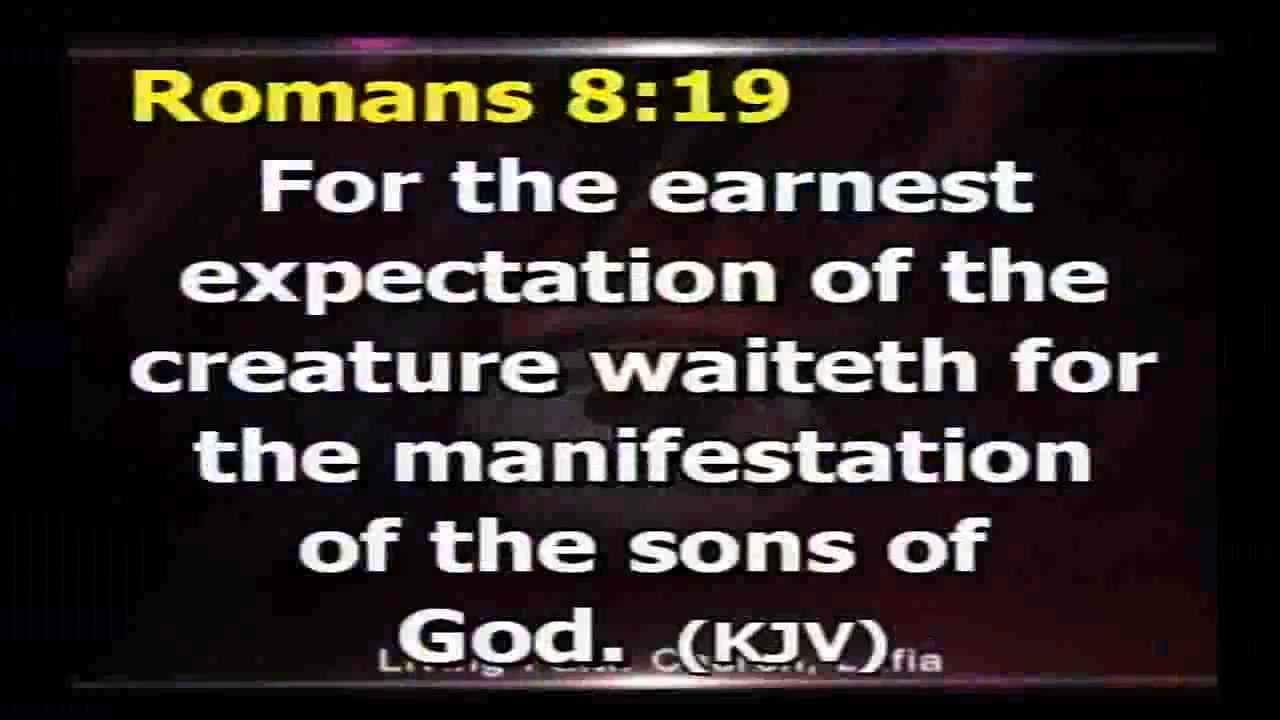 Romans 8:19
For the earnest
expectation of the
creature waiteth for
the manifestation
of the sons of
God. (KJV)